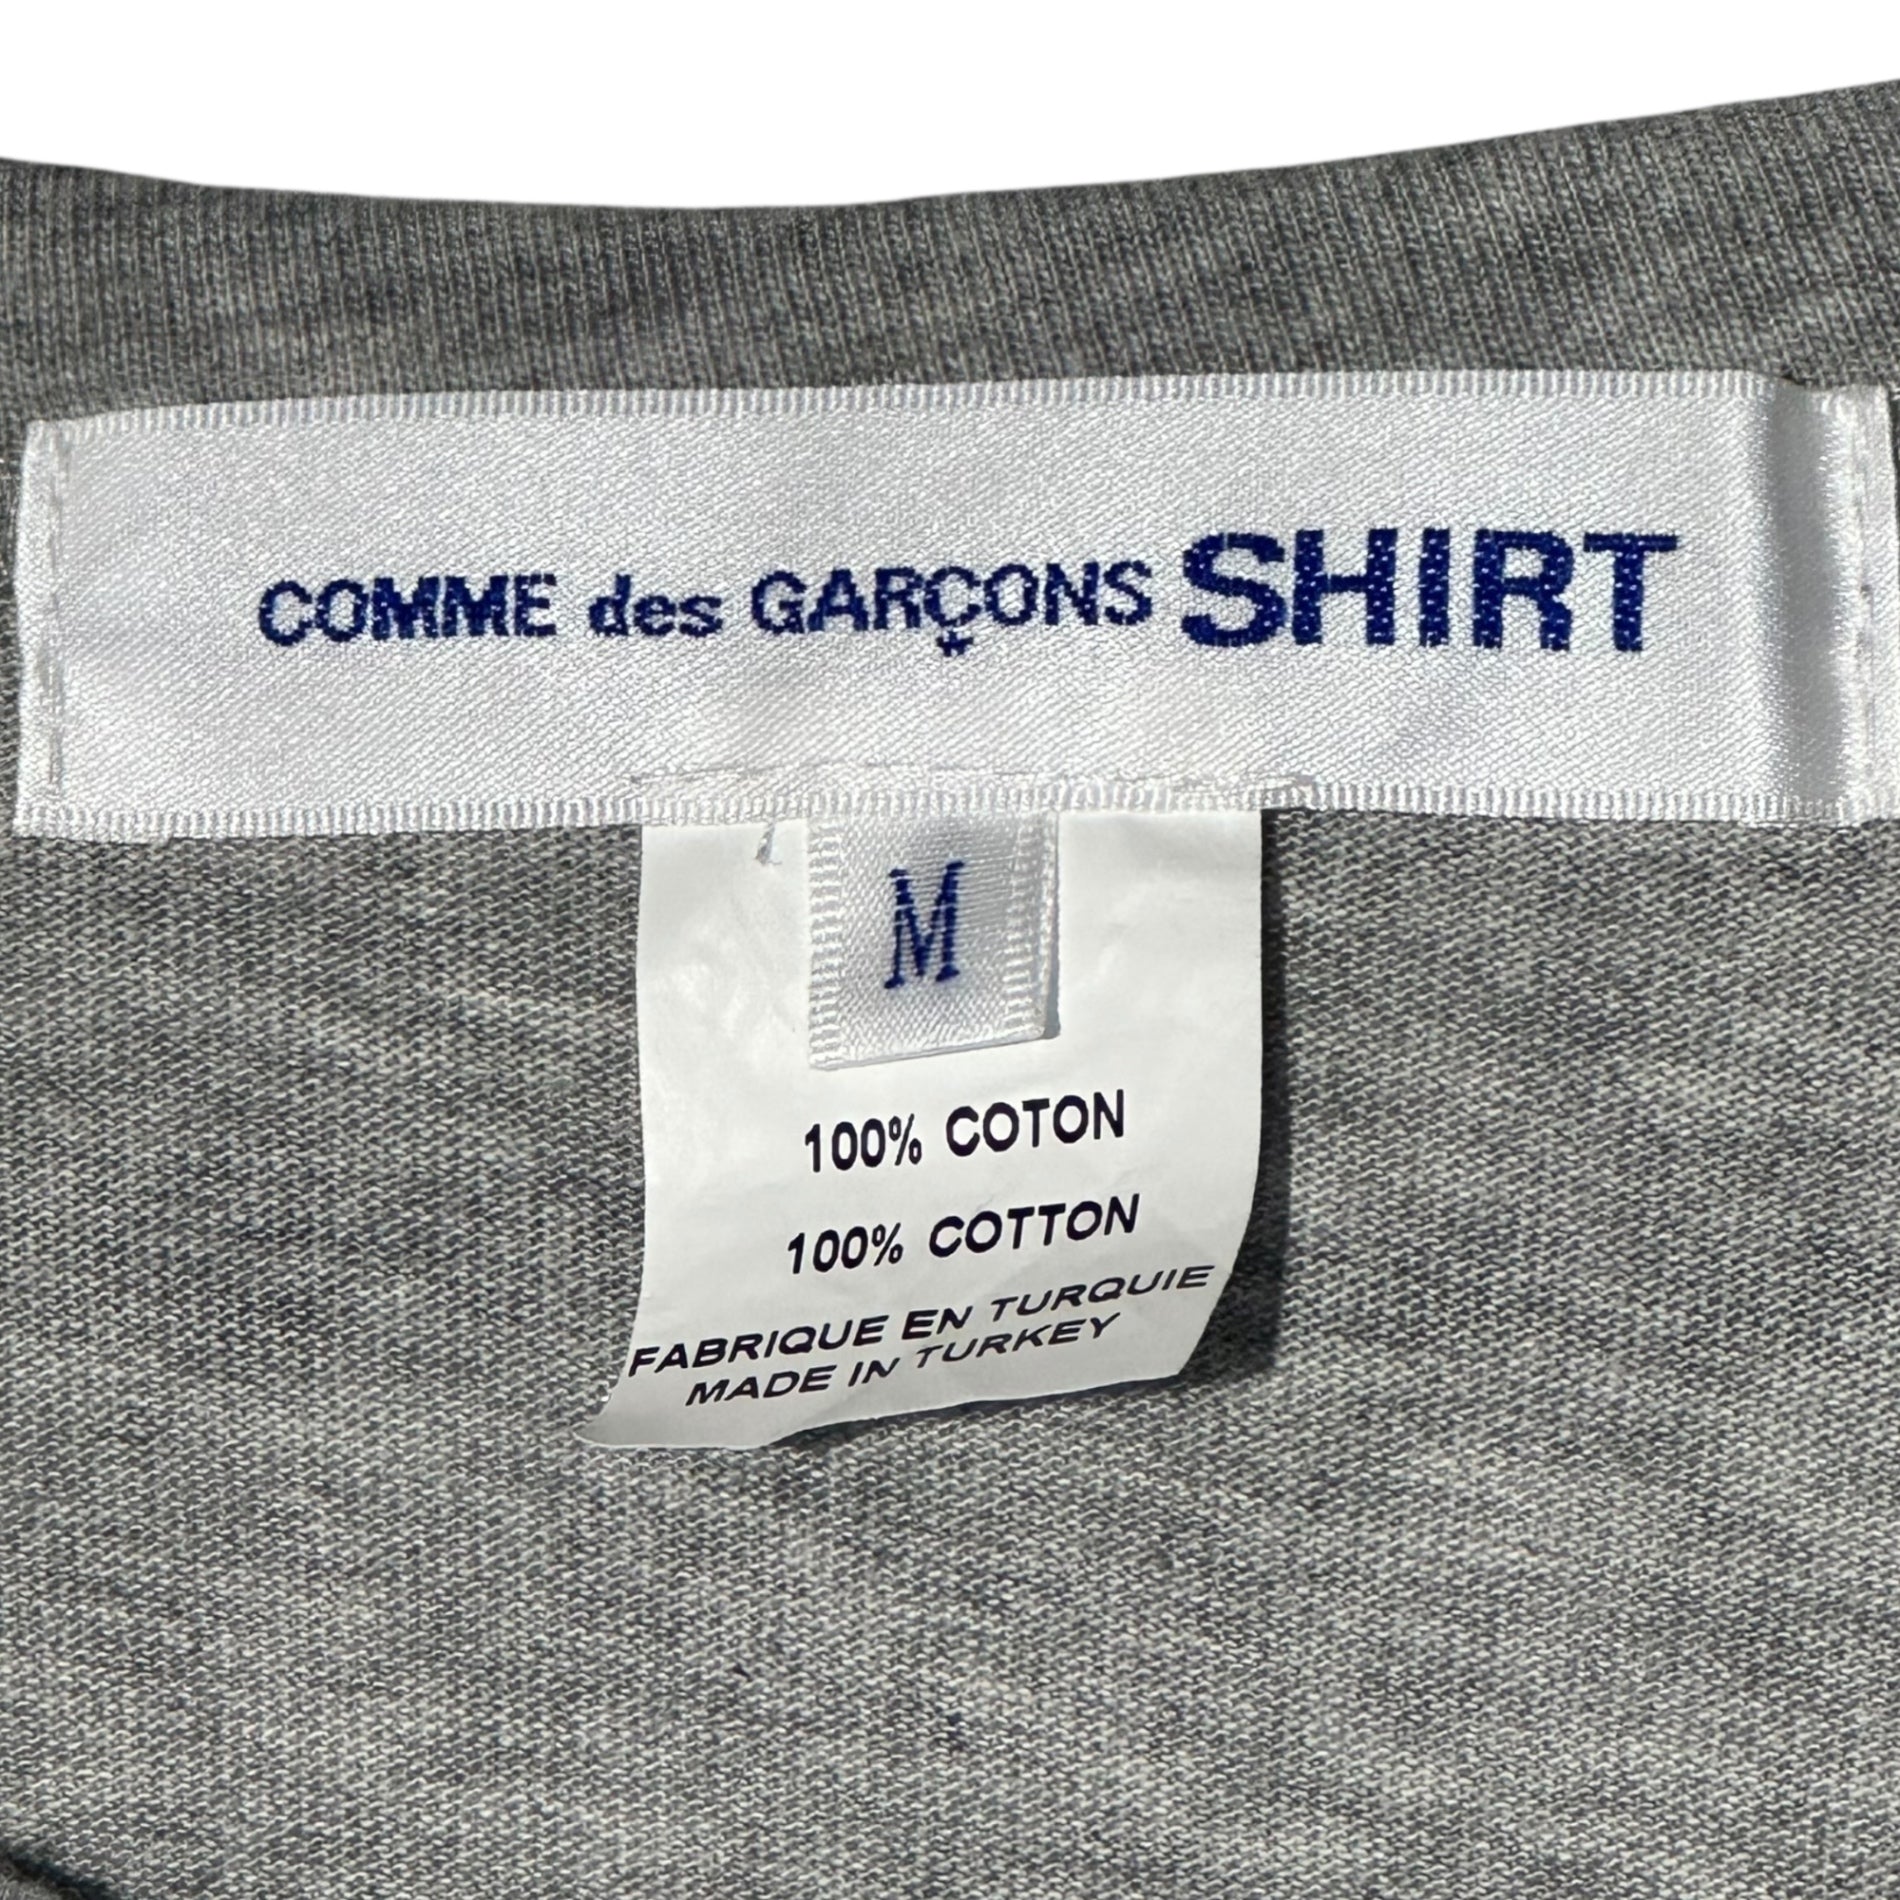 COMME des GARÇONS SHIRT
M
100% COTON
100% COTTON
FABRIQUE EN TURQUIE
MADE IN TURKEY